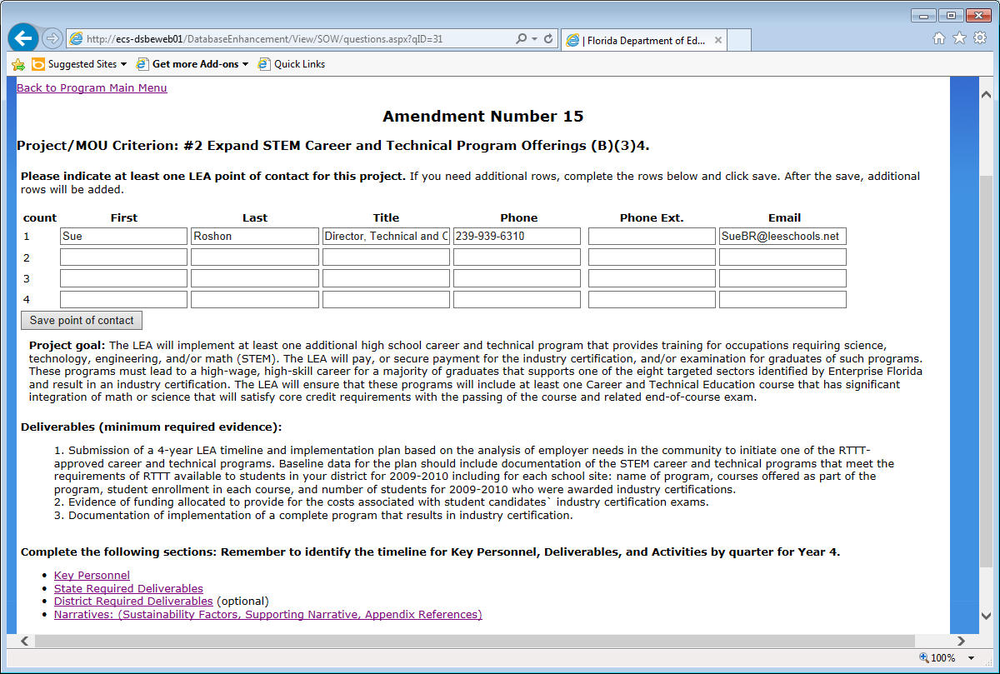 http://ecs-dsbeweb01/DatabaseEnhancement/View/SOW/questions.aspx?qID=31
| Florida Department of Ed...
Suggested Sites
Get more Add-ons
Quick Links
Back to Program Main Menu
Amendment Number 15
Project/MOU Criterion: #2 Expand STEM Career and Technical Program Offerings (B)(3)4.
Please indicate at least one LEA point of contact for this project. If you need additional rows, complete the rows below and click save. After the save, additional
rows will be added.
count First Last Title Phone Phone Ext. Email
1 Sue Roshon Director, Technical and C 239-939-6310 SueBR@leeschools.net
2
3
4
Save point of contact
Project goal: The LEA will implement at least one additional high school career and technical program that provides training for occupations requiring science,
technology, engineering, and/or math (STEM). The LEA will pay, or secure payment for the industry certification, and/or examination for graduates of such programs.
These programs must lead to a high-wage, high-skill career for a majority of graduates that supports one of the eight targeted sectors identified by Enterprise Florida
and result in an industry certification. The LEA will ensure that these programs will include at least one Career and Technical Education course that has significant
integration of math or science that will satisfy core credit requirements with the passing of the course and related end-of-course exam.
Deliverables (minimum required evidence):
1. Submission of a 4-year LEA timeline and implementation plan based on the analysis of employer needs in the community to initiate one of the RTTT-
approved career and technical programs. Baseline data for the plan should include documentation of the STEM career and technical programs that meet the
requirements of RTTT available to students in your district for 2009-2010 including for each school site: name of program, courses offered as part of the
program, student enrollment in each course, and number of students for 2009-2010 who were awarded industry certifications.
2. Evidence of funding allocated to provide for the costs associated with student candidates` industry certification exams.
3. Documentation of implementation of a complete program that results in industry certification.
Complete the following sections: Remember to identify the timeline for Key Personnel, Deliverables, and Activities by quarter for Year 4.
• Key Personnel
• State Required Deliverables
• District Required Deliverables (optional)
• Narratives: (Sustainability Factors, Supporting Narrative, Appendix References)
100%